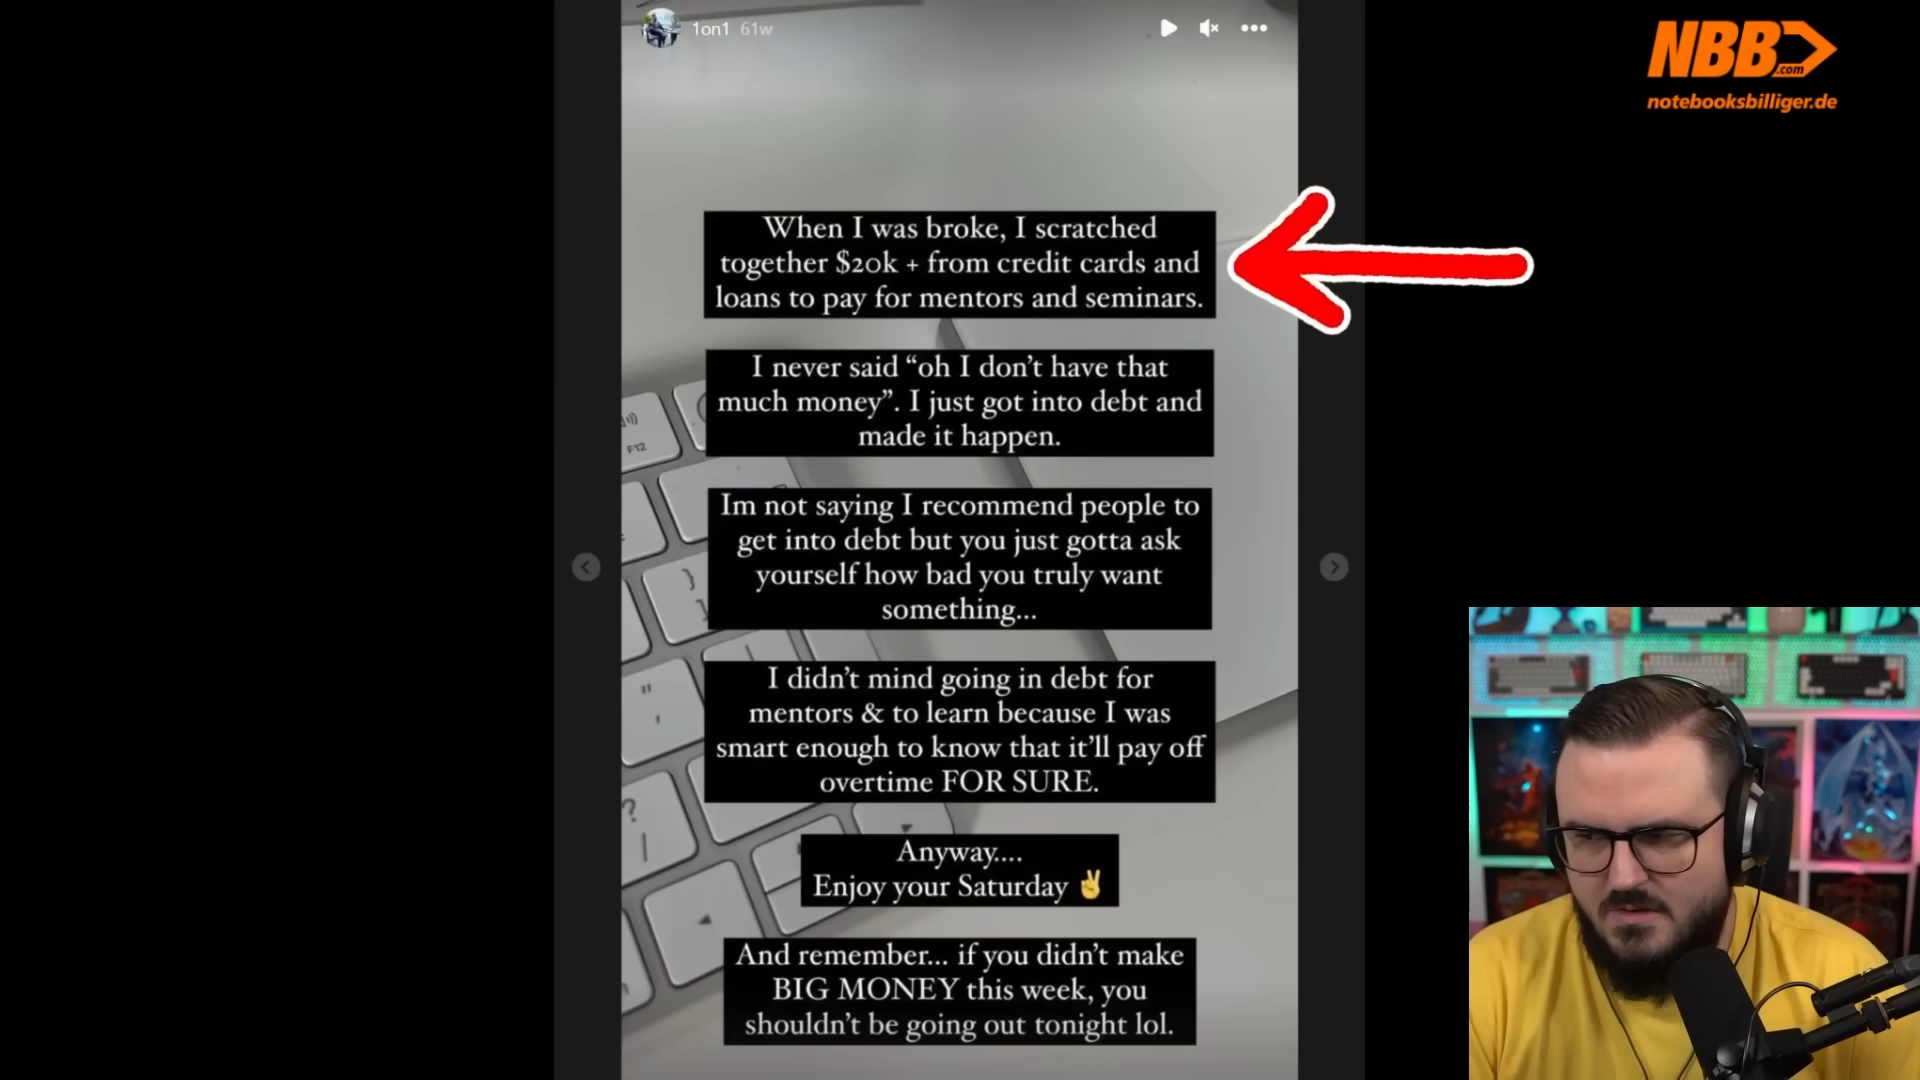 1on1 61w
NBB.com
notebooksbilliger.de
When I was broke, I scratched
together $20k + from credit cards and
loans to pay for mentors and seminars.
I never said “oh I don’t have that
much money”. I just got into debt and
made it happen.
Im not saying I recommend people to
get into debt but you just gotta ask
yourself how bad you truly want
something...
I didn’t mind going in debt for
mentors & to learn because I was
smart enough to know that it’ll pay off
overtime FOR SURE.
Anyway....
Enjoy your Saturday ✌️
And remember... if you didn’t make
BIG MONEY this week, you
shouldn’t be going out tonight lol.
F12